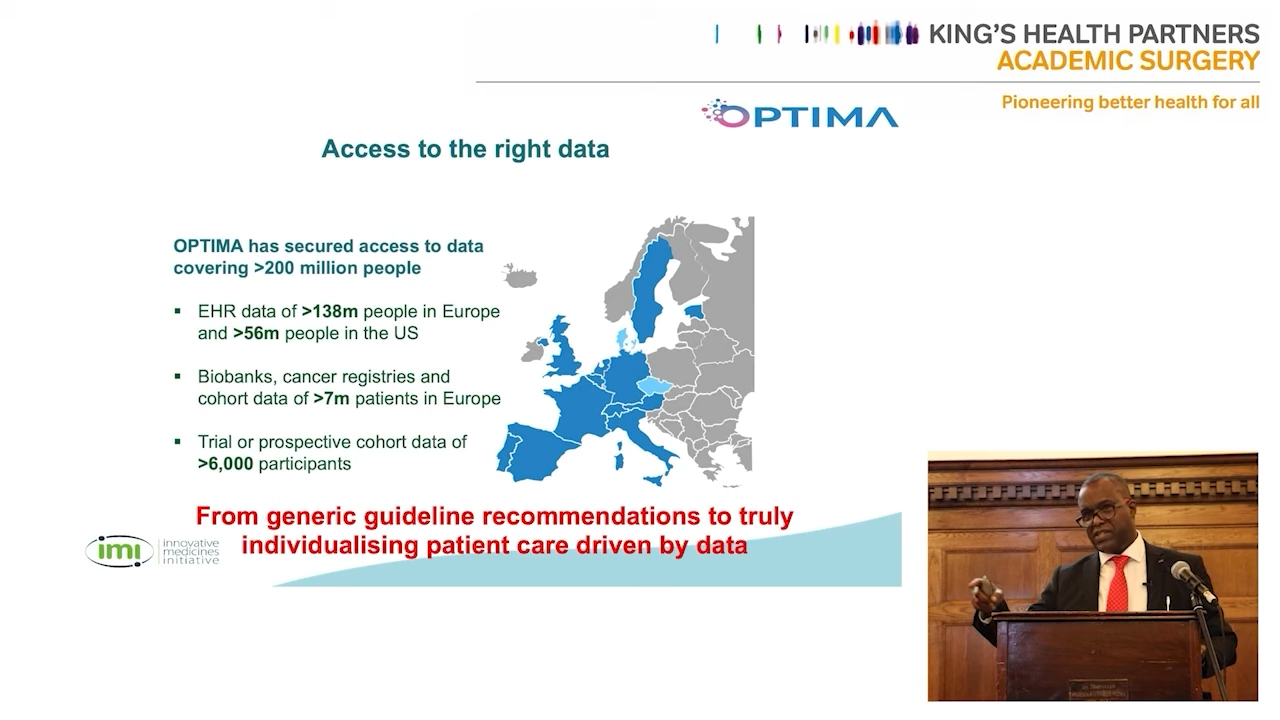 KING'S HEALTH PARTNERS
ACADEMIC SURGERY
Pioneering better health for all
OPTIMA
Access to the right data
OPTIMA has secured access to data
covering >200 million people
▪ EHR data of >138m people in Europe
and >56m people in the US
▪ Biobanks, cancer registries and
cohort data of >7m patients in Europe
▪ Trial or prospective cohort data of
>6,000 participants
From generic guideline recommendations to truly
individualising patient care driven by data
imi
innovative
medicines
initiative